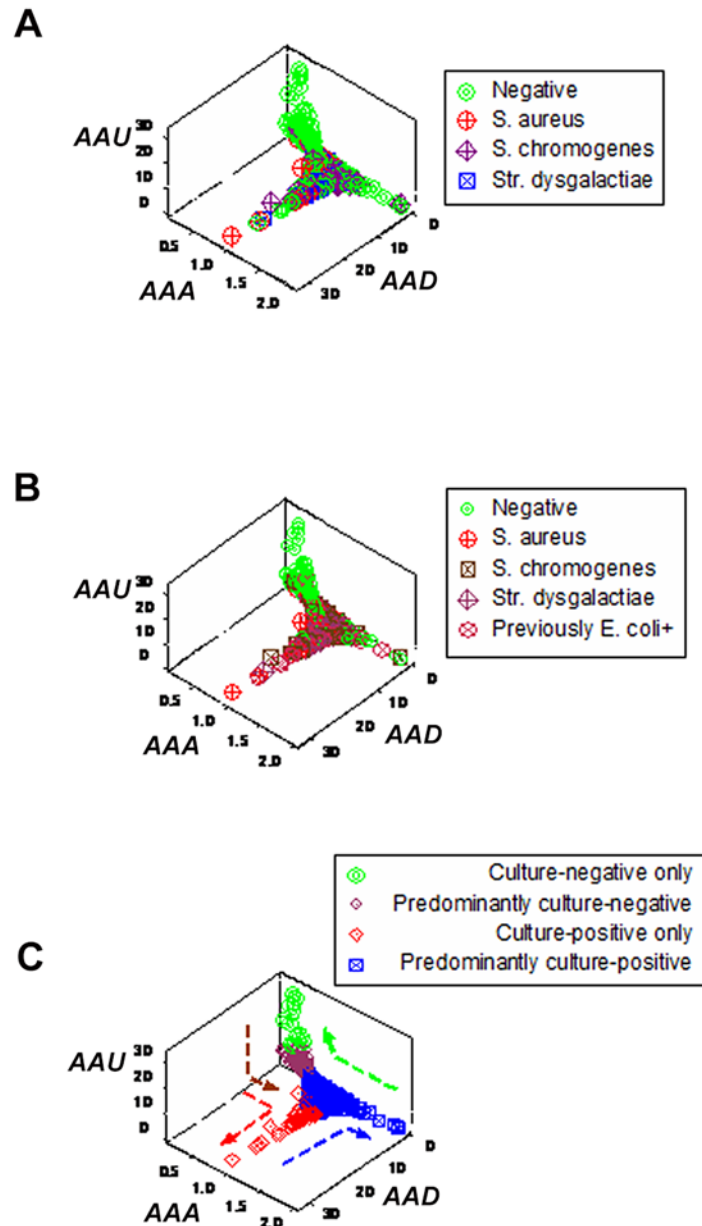 A
AAU
30
20
10
0
0.5
1.0
1.5
2.0
AAA
30
20
10
0
AAD
Negative
S. aureus
S. chromogenes
Str. dysgalactiae
B
AAU
30
20
10
0
0.5
1.0
1.5
2.0
AAA
30
20
10
0
AAD
Negative
S. aureus
S. chromogenes
Str. dysgalactiae
Previously E. coli+
Culture-negative only
Predominantly culture-negative
Culture-positive only
Predominantly culture-positive
C
AAU
30
20
10
0
0.5
1.0
1.5
2.0
AAA
30
20
10
0
AAD